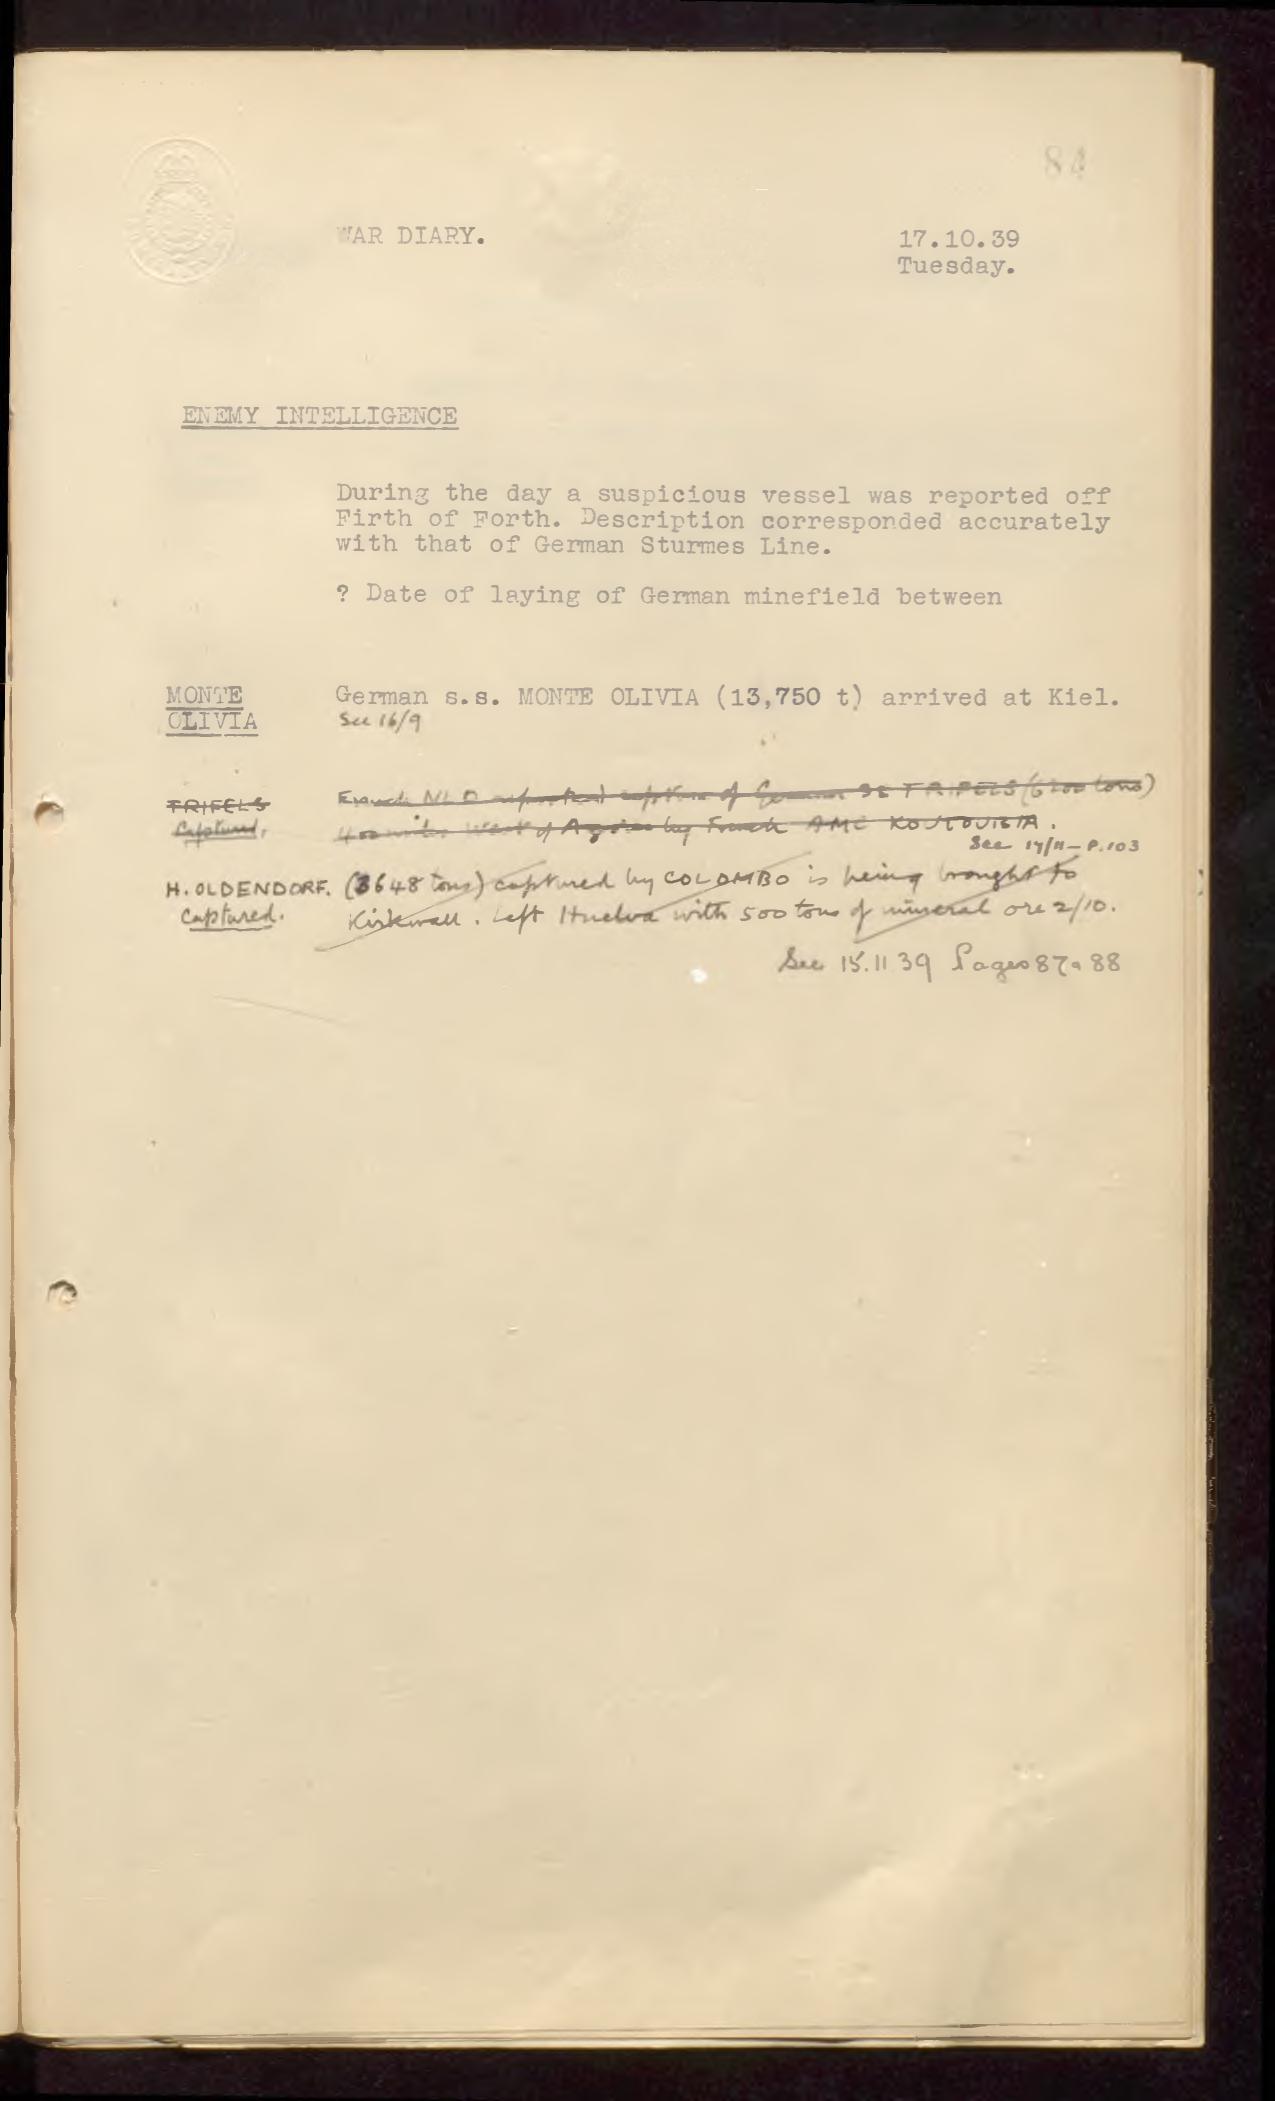 84
WAR DIARY.
17.10.39
Tuesday.
ENEMY INTELLIGENCE
During the day a suspicious vessel was reported off
Firth of Forth. Description corresponded accurately
with that of German Sturmes Line.
? Date of laying of German minefield between
MONTE
OLIVIA
German s.s. MONTE OLIVIA (13,750 t) arrived at Kiel.
See 16/9
TRIFELS
Captured.
French N.L.O reported capture of German SS TRIFELS (6200 tons)
400 miles West of Azores by French AMC KOUTOUBIA.
See 17/11 - P.103
H. OLDENDORF.
Captured.
(3648 tons) captured by COLOMBO is being brought to
Kirkwall. Left Huelva with 500 tons of mineral ore 2/10.
See 15.11 39 Pages 87 & 88